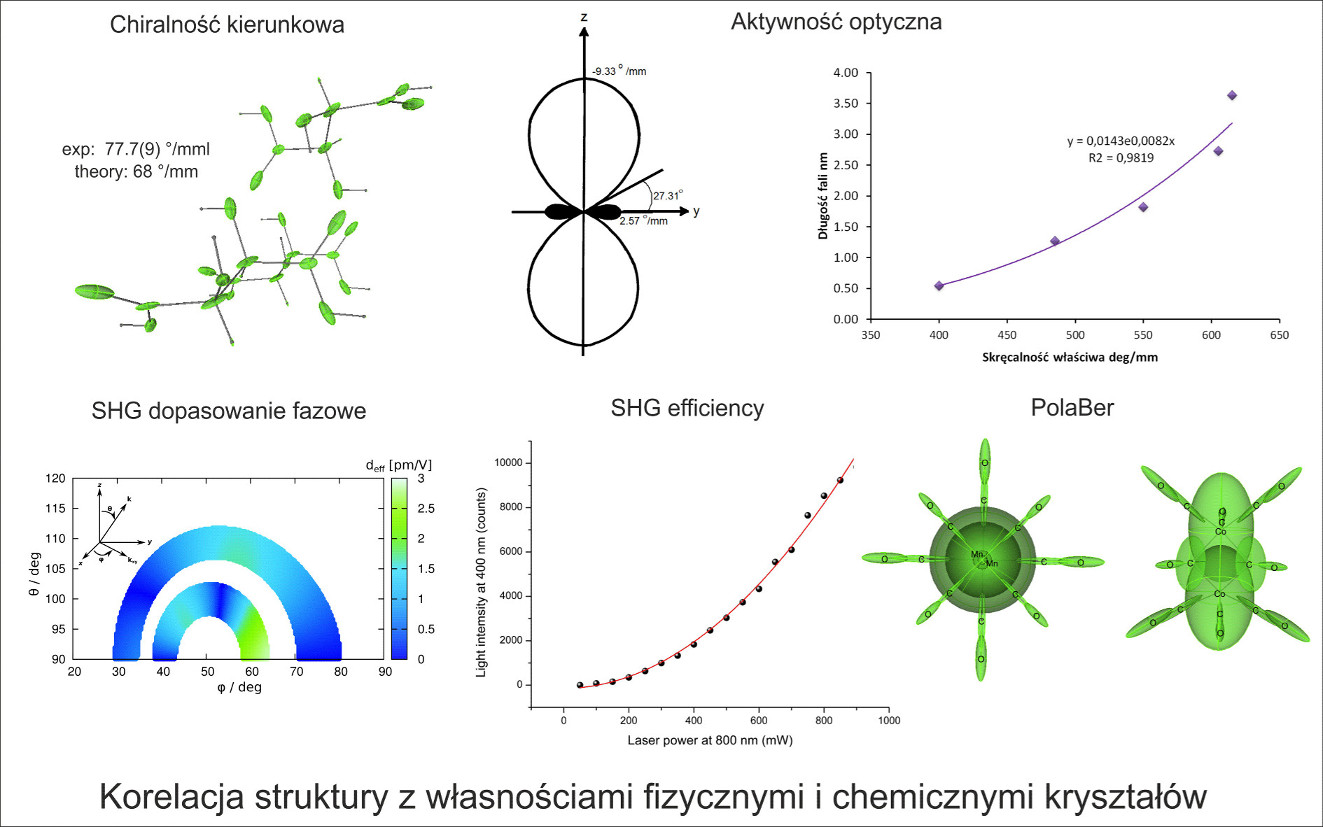 Chiralność kierunkowa
exp: 77.7(9) °/mml
theory: 68 °/mm
z
-9.33 °/mm
27.31°
y
2.57 °/mm
Aktywność optyczna
4.00
3.50
3.00
2.50
2.00
1.50
1.00
0.50
0.00
Długość fali nm
y = 0,0143e0,0082x
R2 = 0,9819
350 400 450 500 550 600 650
Skręcalność właściwa deg/mm
SHG dopasowanie fazowe
deff [pm/V]
120
115
110
105
100
95
90
θ / deg
z
k
θ
y
x
φ
kxy
3
2.5
2
1.5
1
0.5
0
20 30 40 50 60 70 80 90
φ / deg
SHG efficiency
10000
8000
6000
4000
2000
0
Light intensity at 400 nm (counts)
0 200 400 600 800 1000
Laser power at 800 nm (mW)
PolaBer
O
C
O C C O
O C Mn C O
Mn
O C C O
C
O
O O
C C
O
C
Co
O C C O
Co
C C C
O O O
Korelacja struktury z własnościami fizycznymi i chemicznymi kryształów